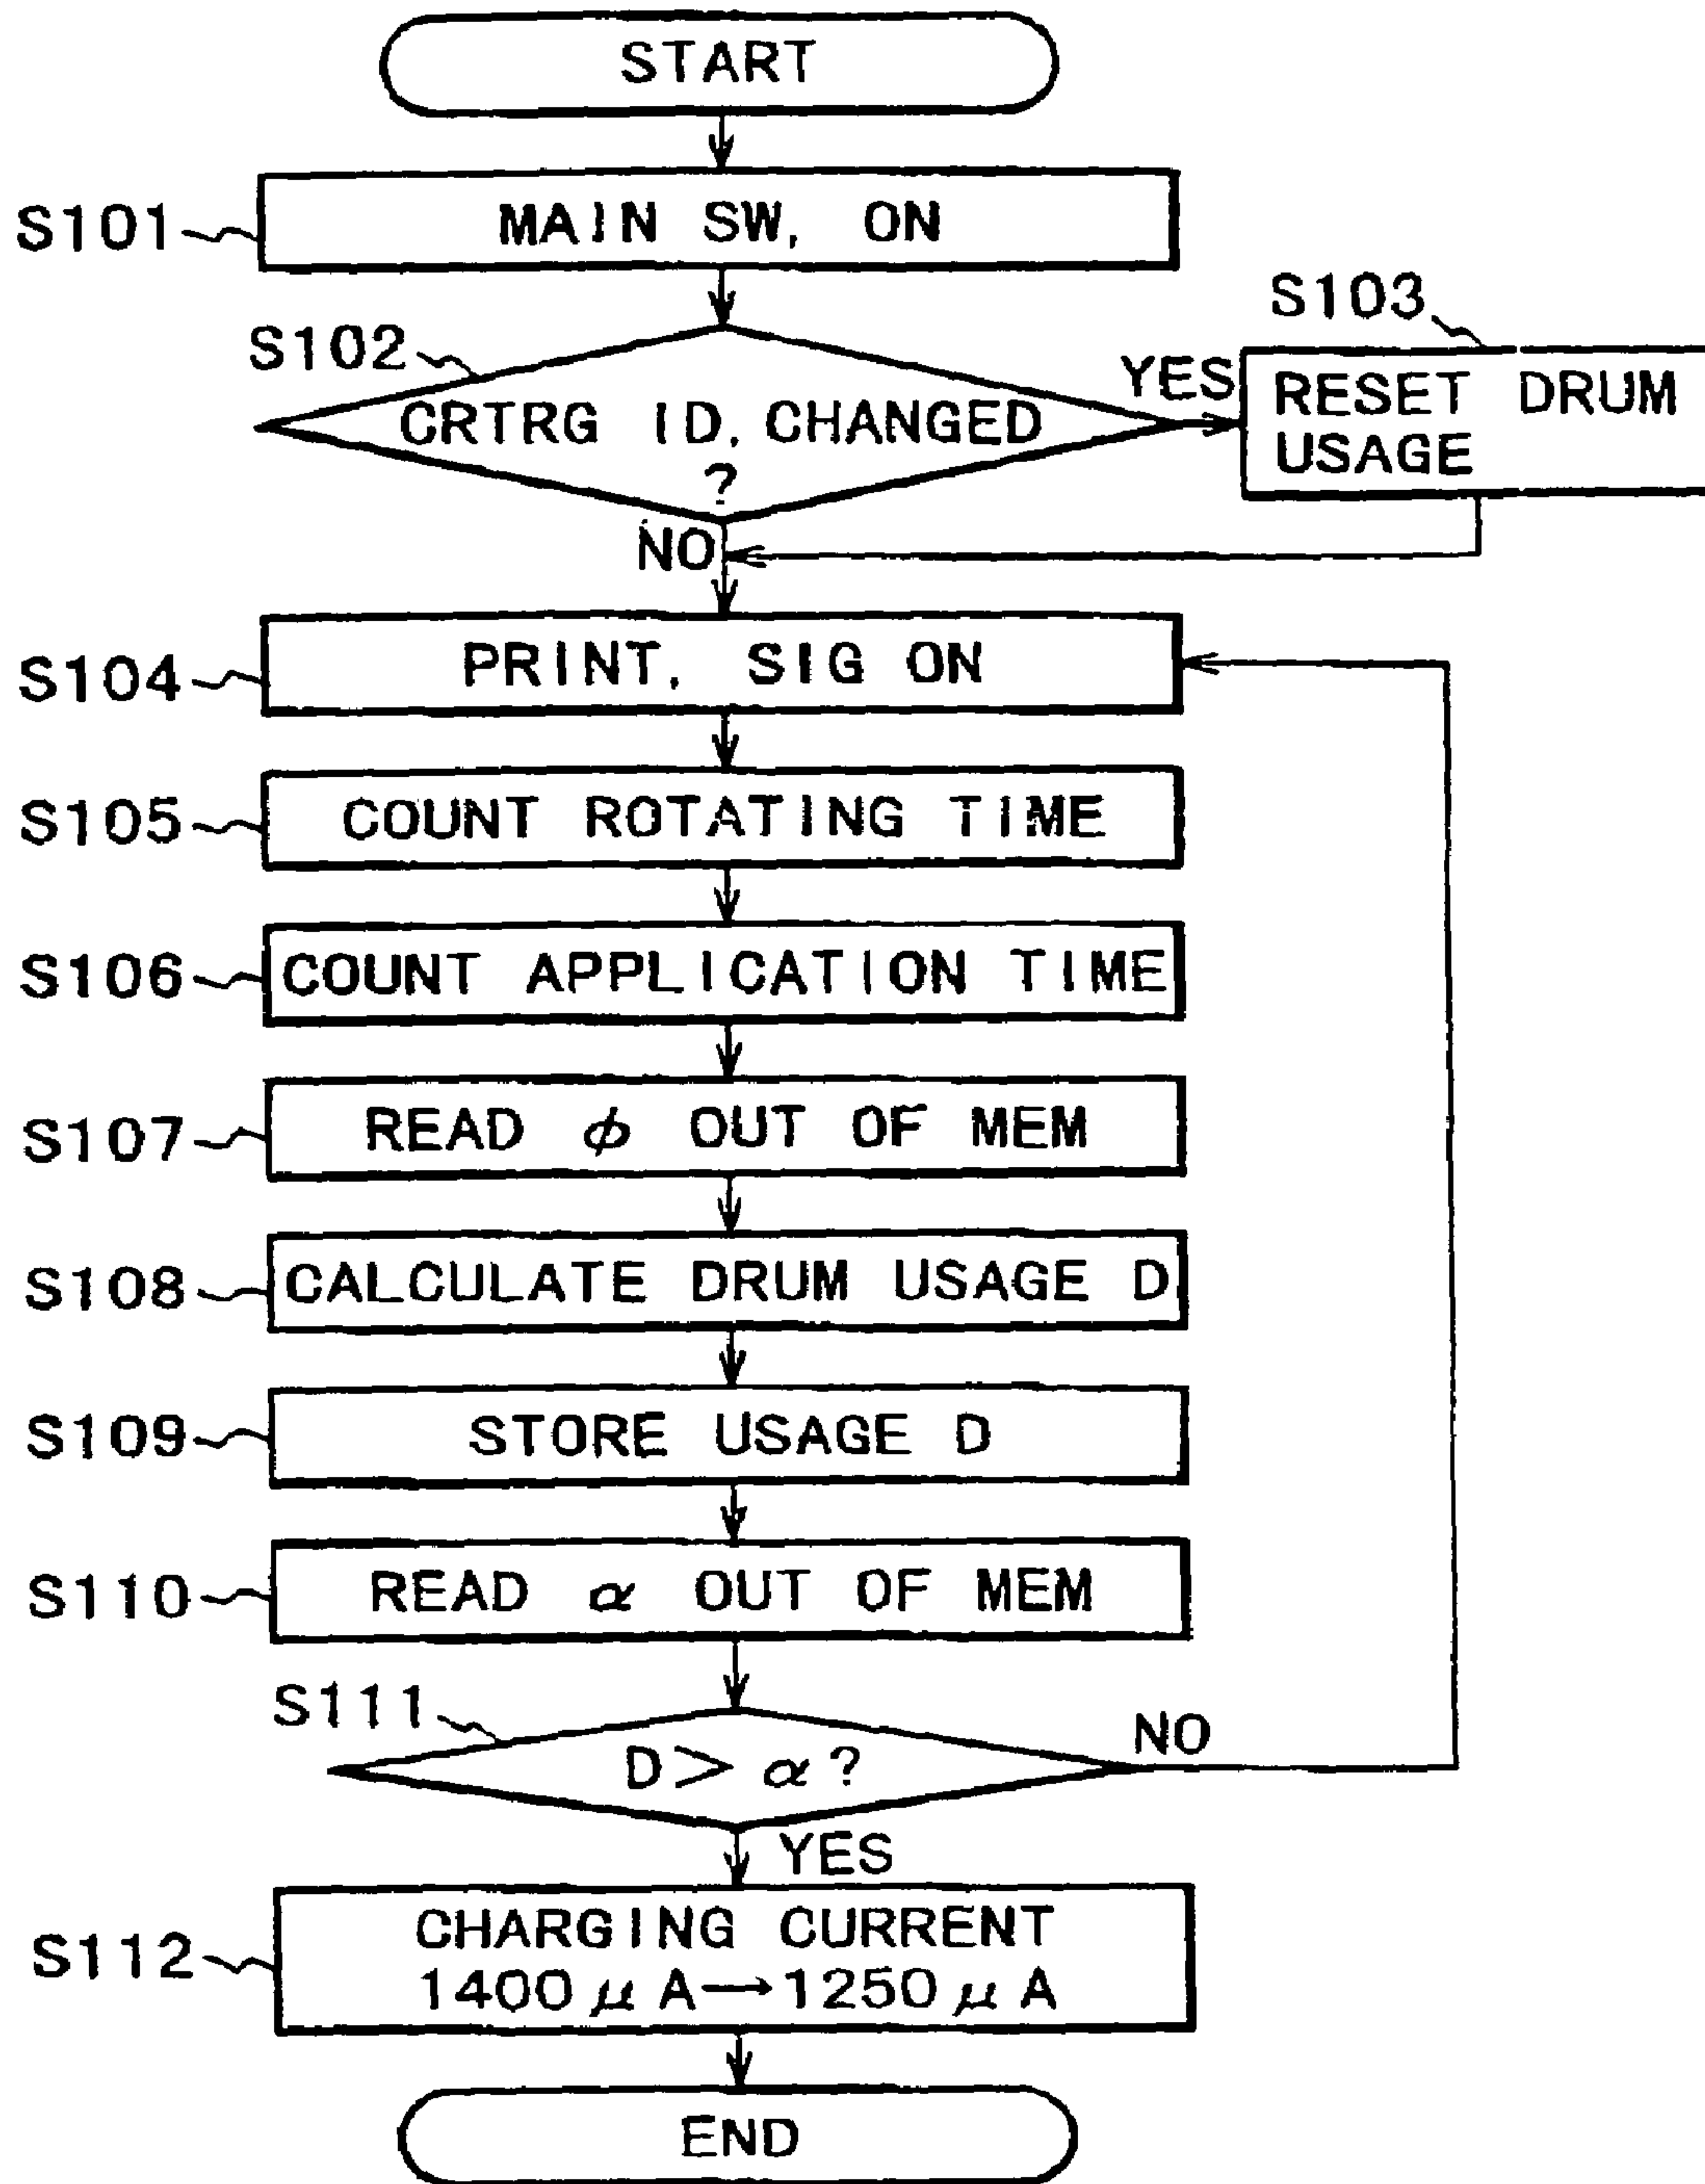 START
S101
MAIN SW, ON
S102
CRTRG ID, CHANGED
?
YES
S103
RESET DRUM
USAGE
NO
S104
PRINT, SIG ON
S105
COUNT ROTATING TIME
S106
COUNT APPLICATION TIME
S107
READ ϕ OUT OF MEM
S108
CALCULATE DRUM USAGE D
S109
STORE USAGE D
S110
READ α OUT OF MEM
S111
D> α ?
NO
YES
S112
CHARGING CURRENT
1400 μ A→1250 μ A
END